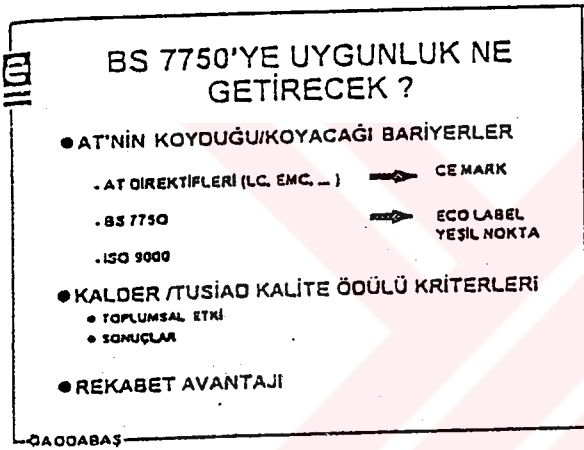 BS 7750'YE UYGUNLUK NE
GETİRECEK ?
● AT'NİN KOYDUĞU/KOYACAĞI BARİYERLER
. AT DİREKTİFLERİ (LC, EMC, ... ) CE MARK
. BS 7750 ECO LABEL
YEŞİL NOKTA
. ISO 9000
● KALDER /TUSİAD KALİTE ÖDÜLÜ KRİTERLERİ
● TOPLUMSAL ETKİ
● SONUÇLAR
● REKABET AVANTAJI